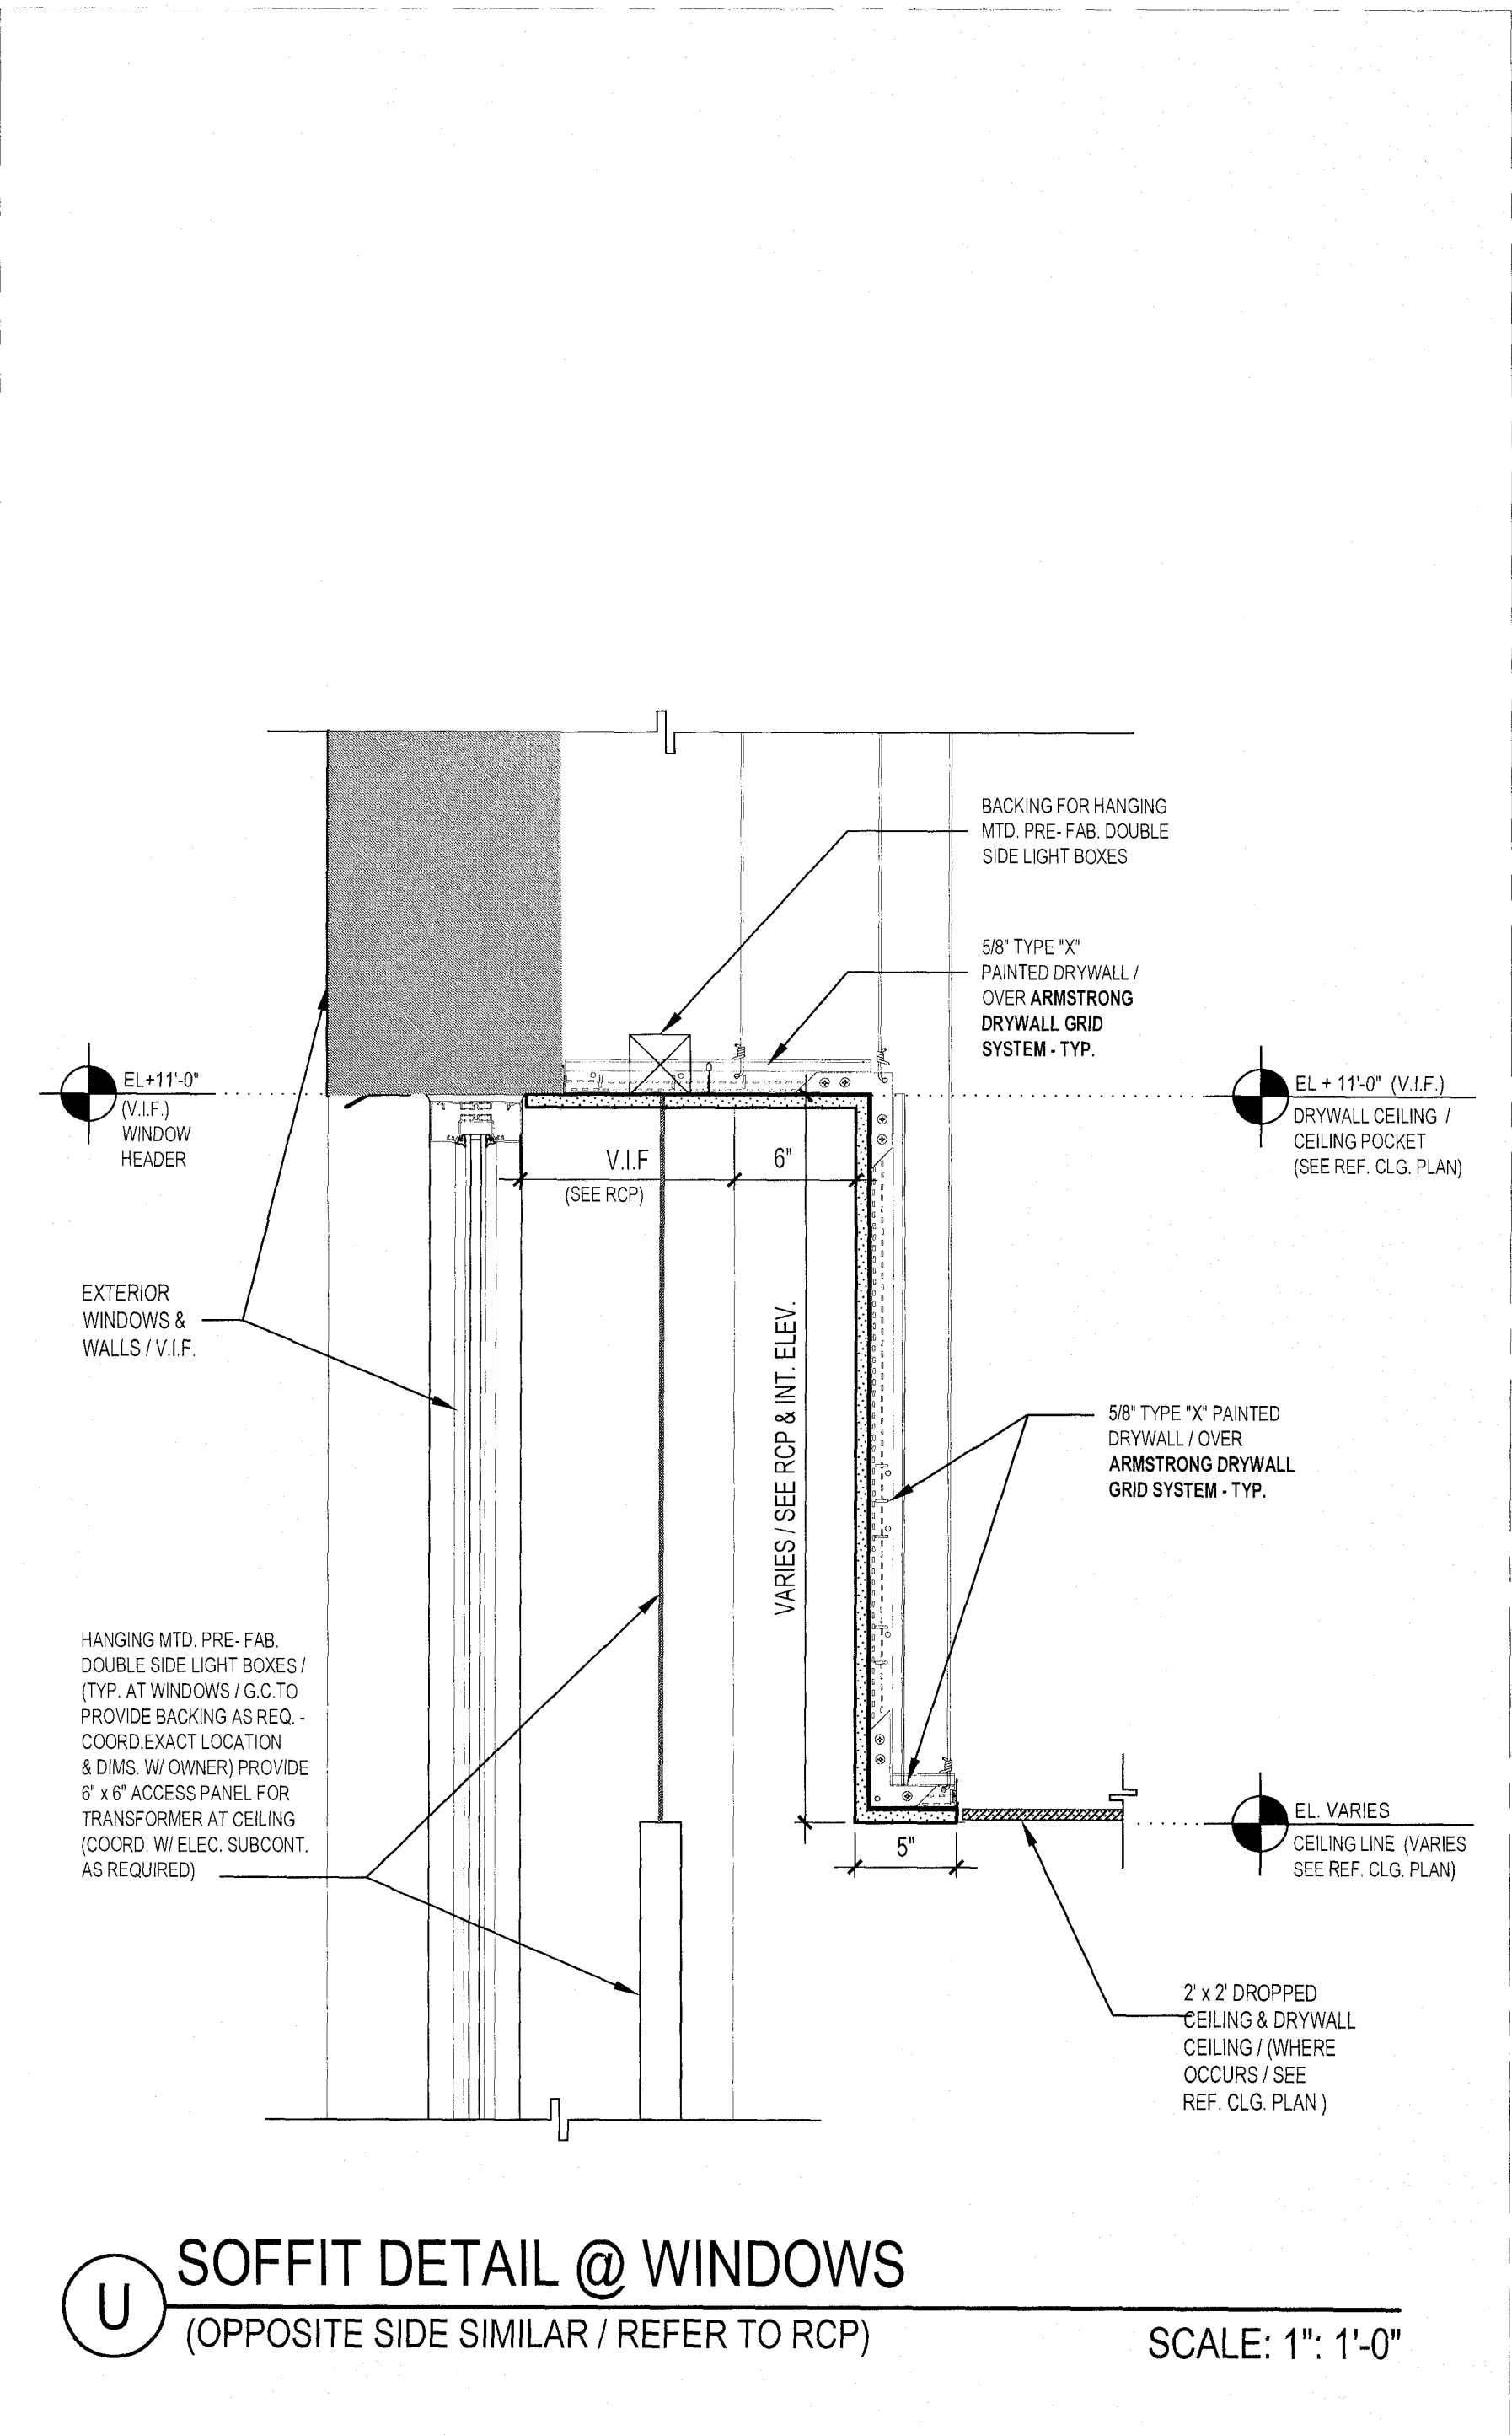 BACKING FOR HANGING
MTD. PRE- FAB. DOUBLE
SIDE LIGHT BOXES
5/8" TYPE "X"
PAINTED DRYWALL /
OVER ARMSTRONG
DRYWALL GRID
SYSTEM - TYP.
EL+11'-0"
(V.I.F.)
WINDOW
HEADER
EL + 11'-0" (V.I.F.)
DRYWALL CEILING /
CEILING POCKET
(SEE REF. CLG. PLAN)
V.I.F
(SEE RCP)
6"
EXTERIOR
WINDOWS &
WALLS / V.I.F.
VARIES / SEE RCP & INT. ELEV.
5/8" TYPE "X" PAINTED
DRYWALL / OVER
ARMSTRONG DRYWALL
GRID SYSTEM - TYP.
HANGING MTD. PRE- FAB.
DOUBLE SIDE LIGHT BOXES /
(TYP. AT WINDOWS / G.C.TO
PROVIDE BACKING AS REQ. -
COORD.EXACT LOCATION
& DIMS. W/ OWNER) PROVIDE
6" x 6" ACCESS PANEL FOR
TRANSFORMER AT CEILING
(COORD. W/ ELEC. SUBCONT.
AS REQUIRED)
5"
EL. VARIES
CEILING LINE (VARIES
SEE REF. CLG. PLAN)
2' x 2' DROPPED
CEILING & DRYWALL
CEILING / (WHERE
OCCURS / SEE
REF. CLG. PLAN )
U
SOFFIT DETAIL @ WINDOWS
(OPPOSITE SIDE SIMILAR / REFER TO RCP)
SCALE: 1": 1'-0"